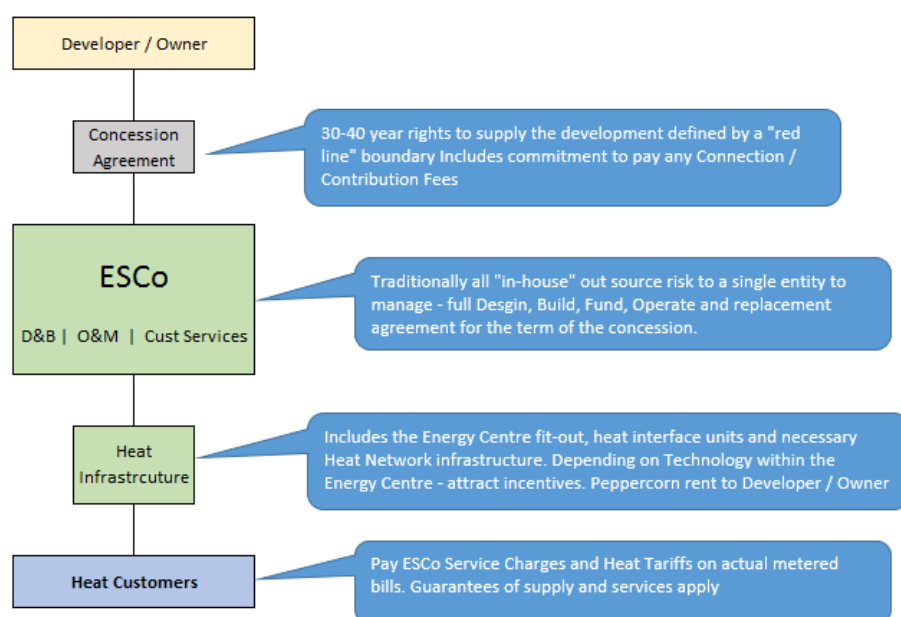 Developer / Owner
Concession
Agreement
30-40 year rights to supply the development defined by a "red
line" boundary Includes commitment to pay any Connection /
Contribution Fees
ESCo
D&B | O&M | Cust Services
Traditionally all "in-house" out source risk to a single entity to
manage - full Desgin, Build, Fund, Operate and replacement
agreement for the term of the concession.
Heat
Infrastrcuture
Includes the Energy Centre fit-out, heat interface units and necessary
Heat Network infrastructure. Depending on Technology within the
Energy Centre - attract incentives. Peppercorn rent to Developer / Owner
Heat Customers
Pay ESCo Service Charges and Heat Tariffs on actual metered
bills. Guarantees of supply and services apply